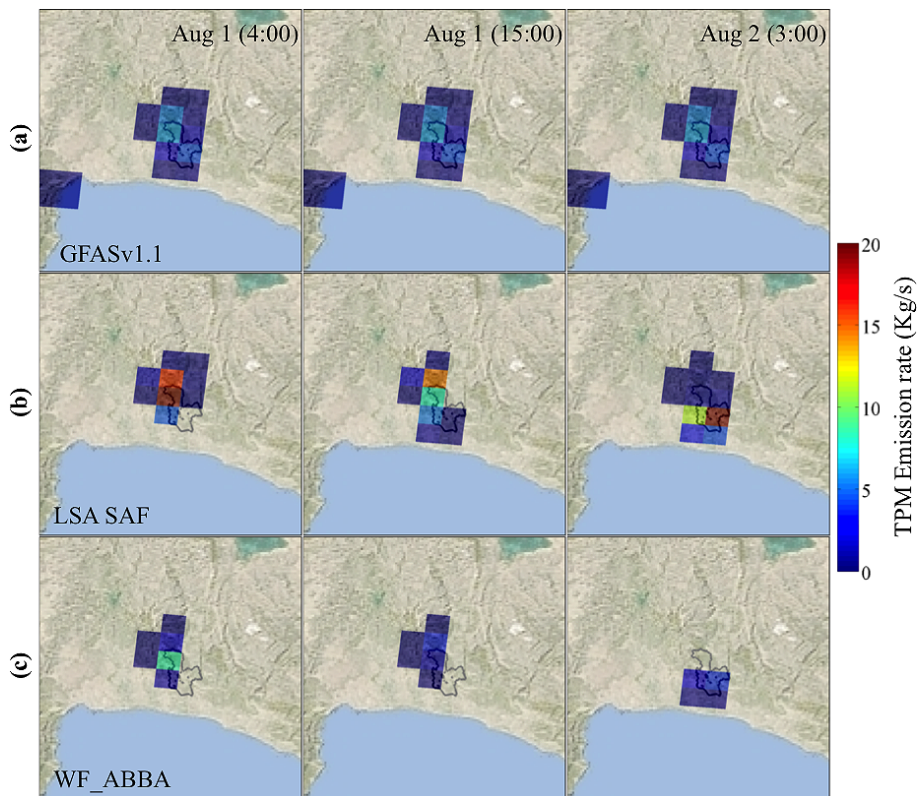 Aug 1 (4:00)
Aug 1 (15:00)
Aug 2 (3:00)
(a)
GFASv1.1
(b)
LSA SAF
(c)
WF_ABBA
20
15
10
5
0
TPM Emission rate (Kg/s)